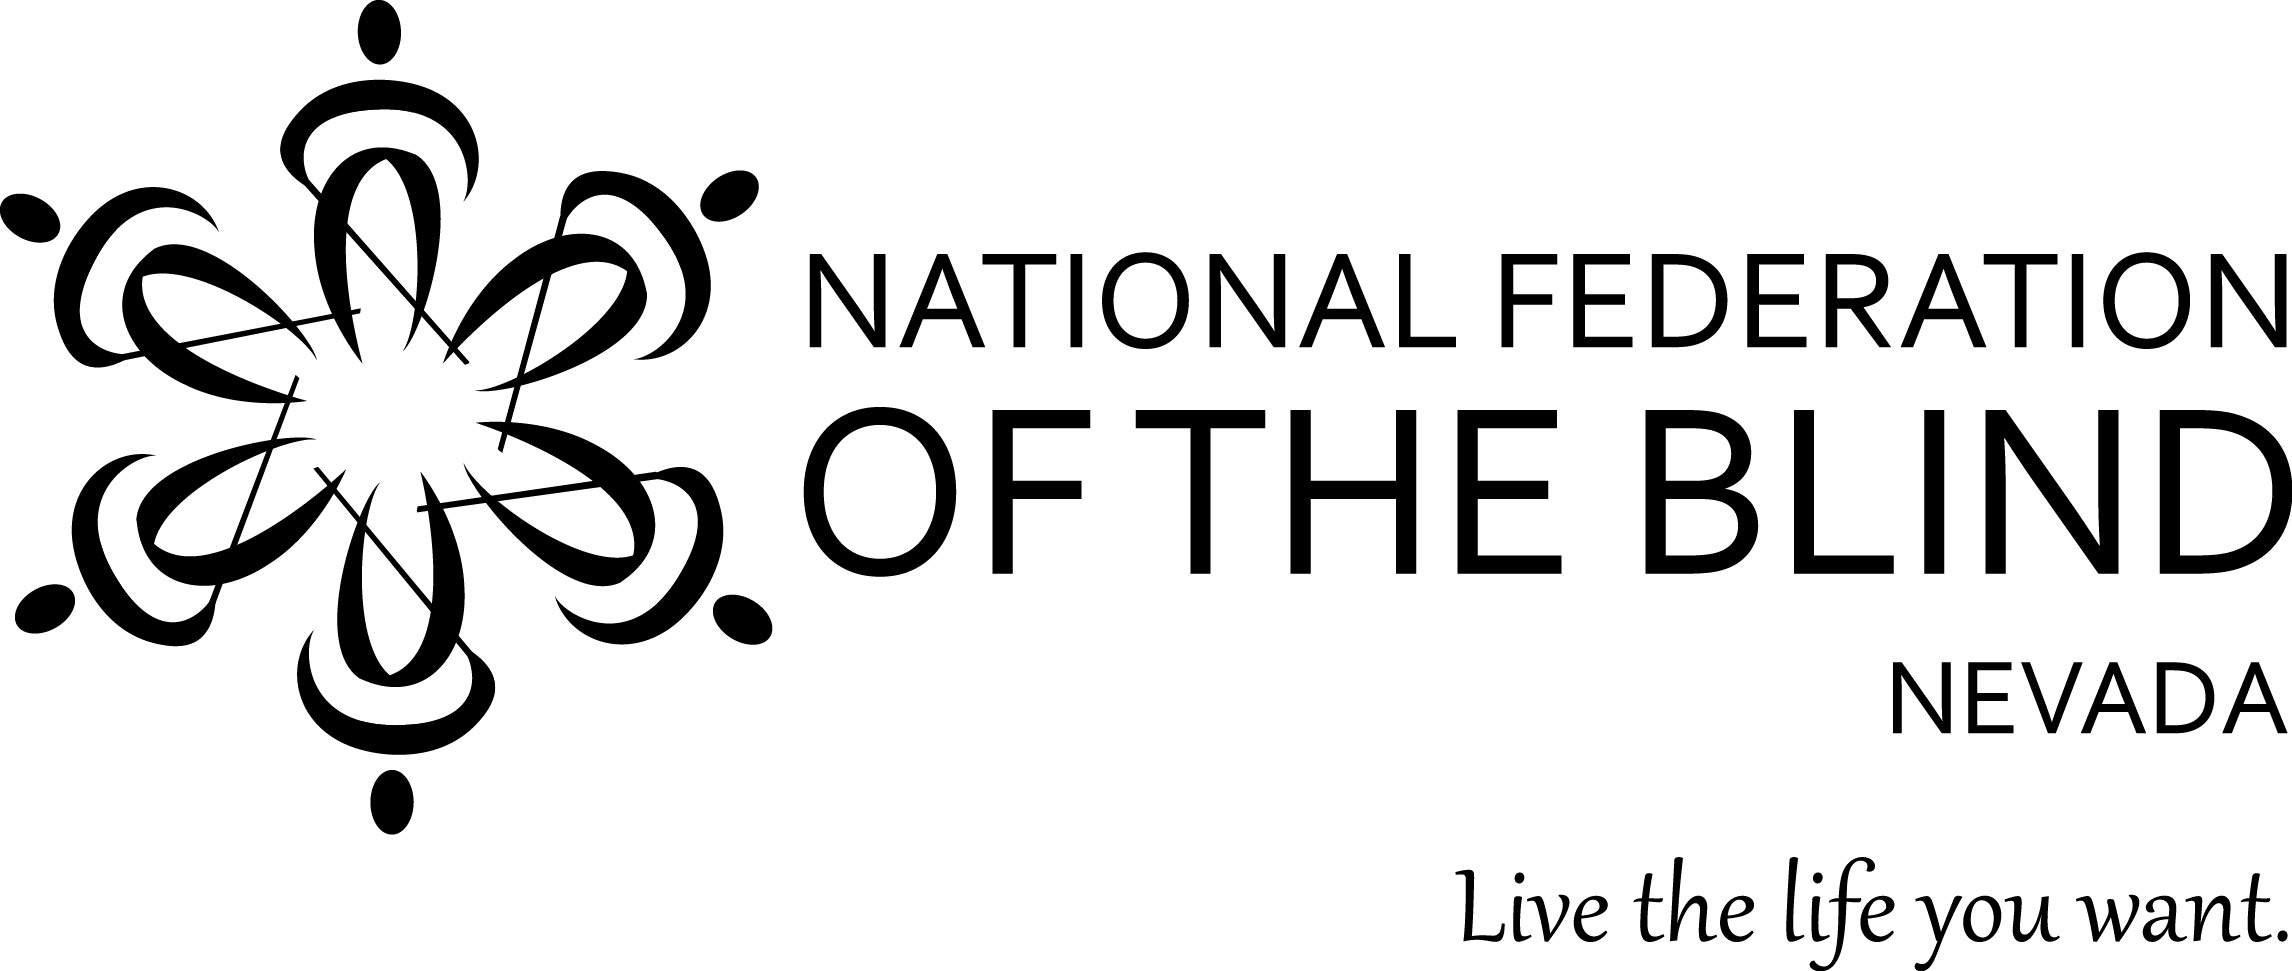 NATIONAL FEDERATION
OF THE BLIND
NEVADA
Live the life you want.